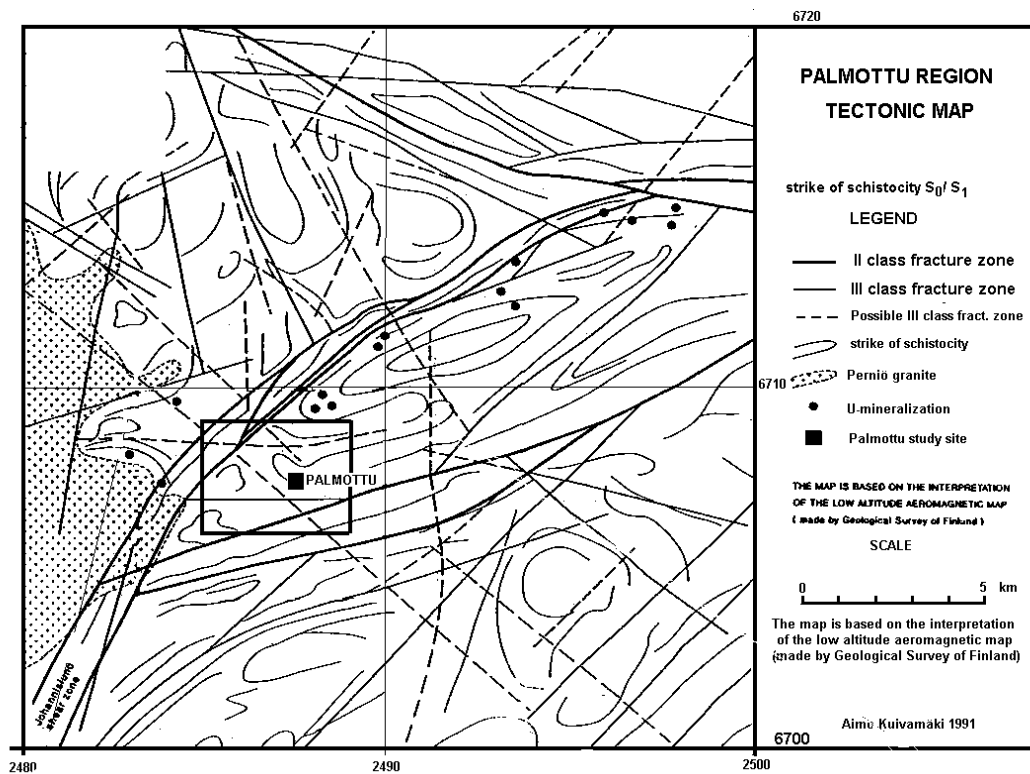 6720
PALMOTTU REGION
TECTONIC MAP
strike of schistocity S0/ S1
LEGEND
II class fracture zone
III class fracture zone
Possible III class fract. zone
strike of schistocity
6710
Perniö granite
U-mineralization
Palmottu study site
PALMOTTU
THE MAP IS BASED ON THE INTERPRETATION
OF THE LOW ALTITUDE AEROMAGNETIC MAP
( made by Geological Survey of Finland )
SCALE
0 5 km
The map is based on the interpretation
of the low altitude aeromagnetic map
(made by Geological Survey of Finland)
Johannislund
shear zone
Aimo Kuivamäki 1991
6700
2480 2490 2500